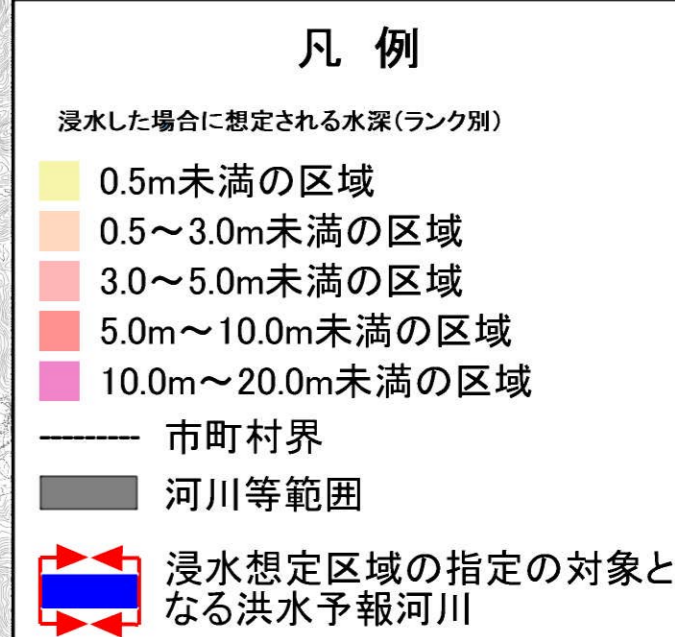 凡 例
浸水した場合に想定される水深(ランク別)
0.5m未満の区域
0.5～3.0m未満の区域
3.0～5.0m未満の区域
5.0m～10.0m未満の区域
10.0m～20.0m未満の区域
市町村界
河川等範囲
浸水想定区域の指定の対象と
なる洪水予報河川